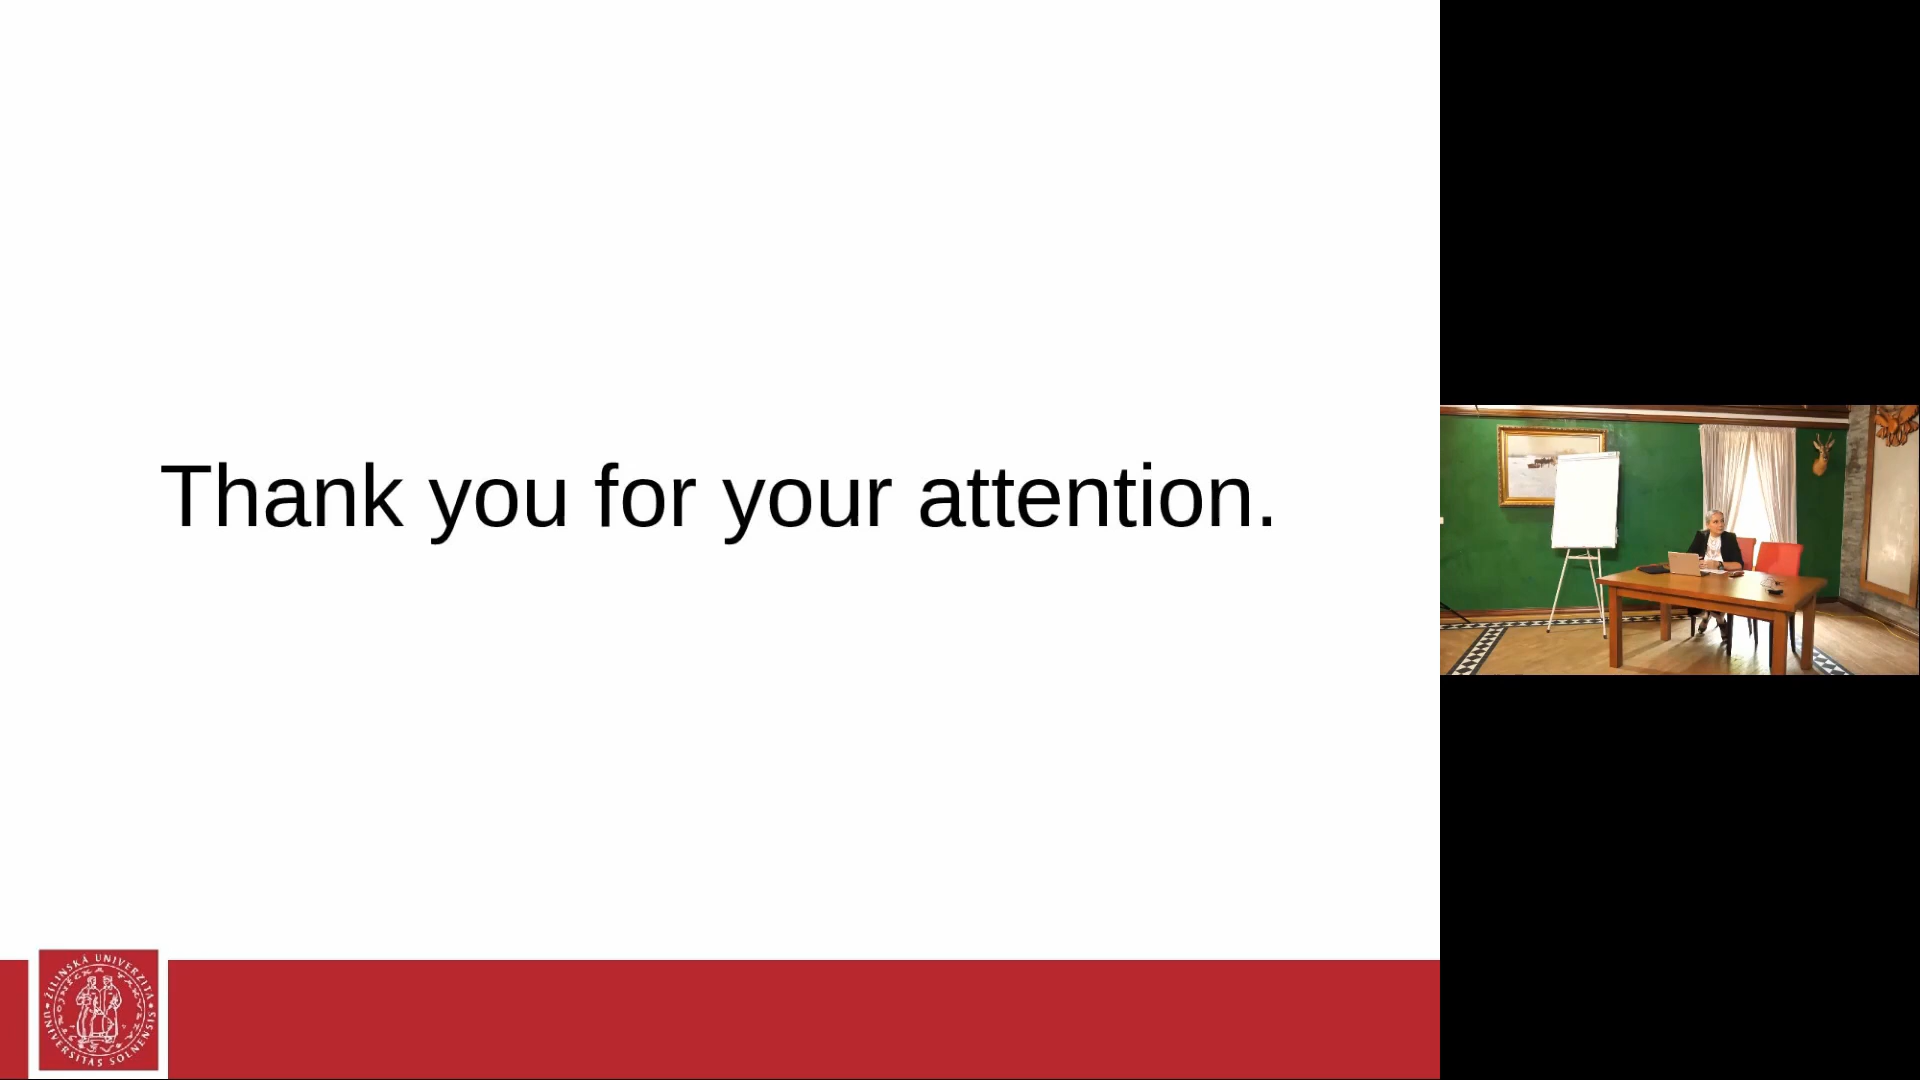 Thank you for your attention.
ŽILINSKÁ UNIVERZITA
UNIVERSITAS SOLNENSIS